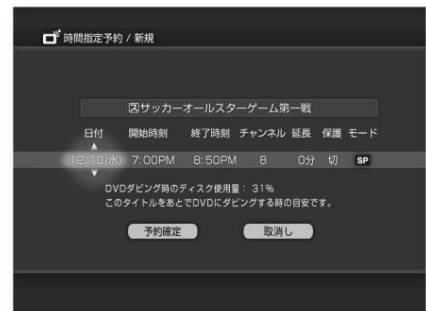 時間指定予約 / 新規
図サッカーオールスターゲーム第一戦
日付 開始時刻 終了時刻 チャンネル 延長 保護 モード
12/10(水) 7:00PM 8:50PM 8 0分 切 SP
DVDダビング時のディスク使用量： 31%
このタイトルをあとでDVDにダビングする時の目安です。
予約確定 取消し